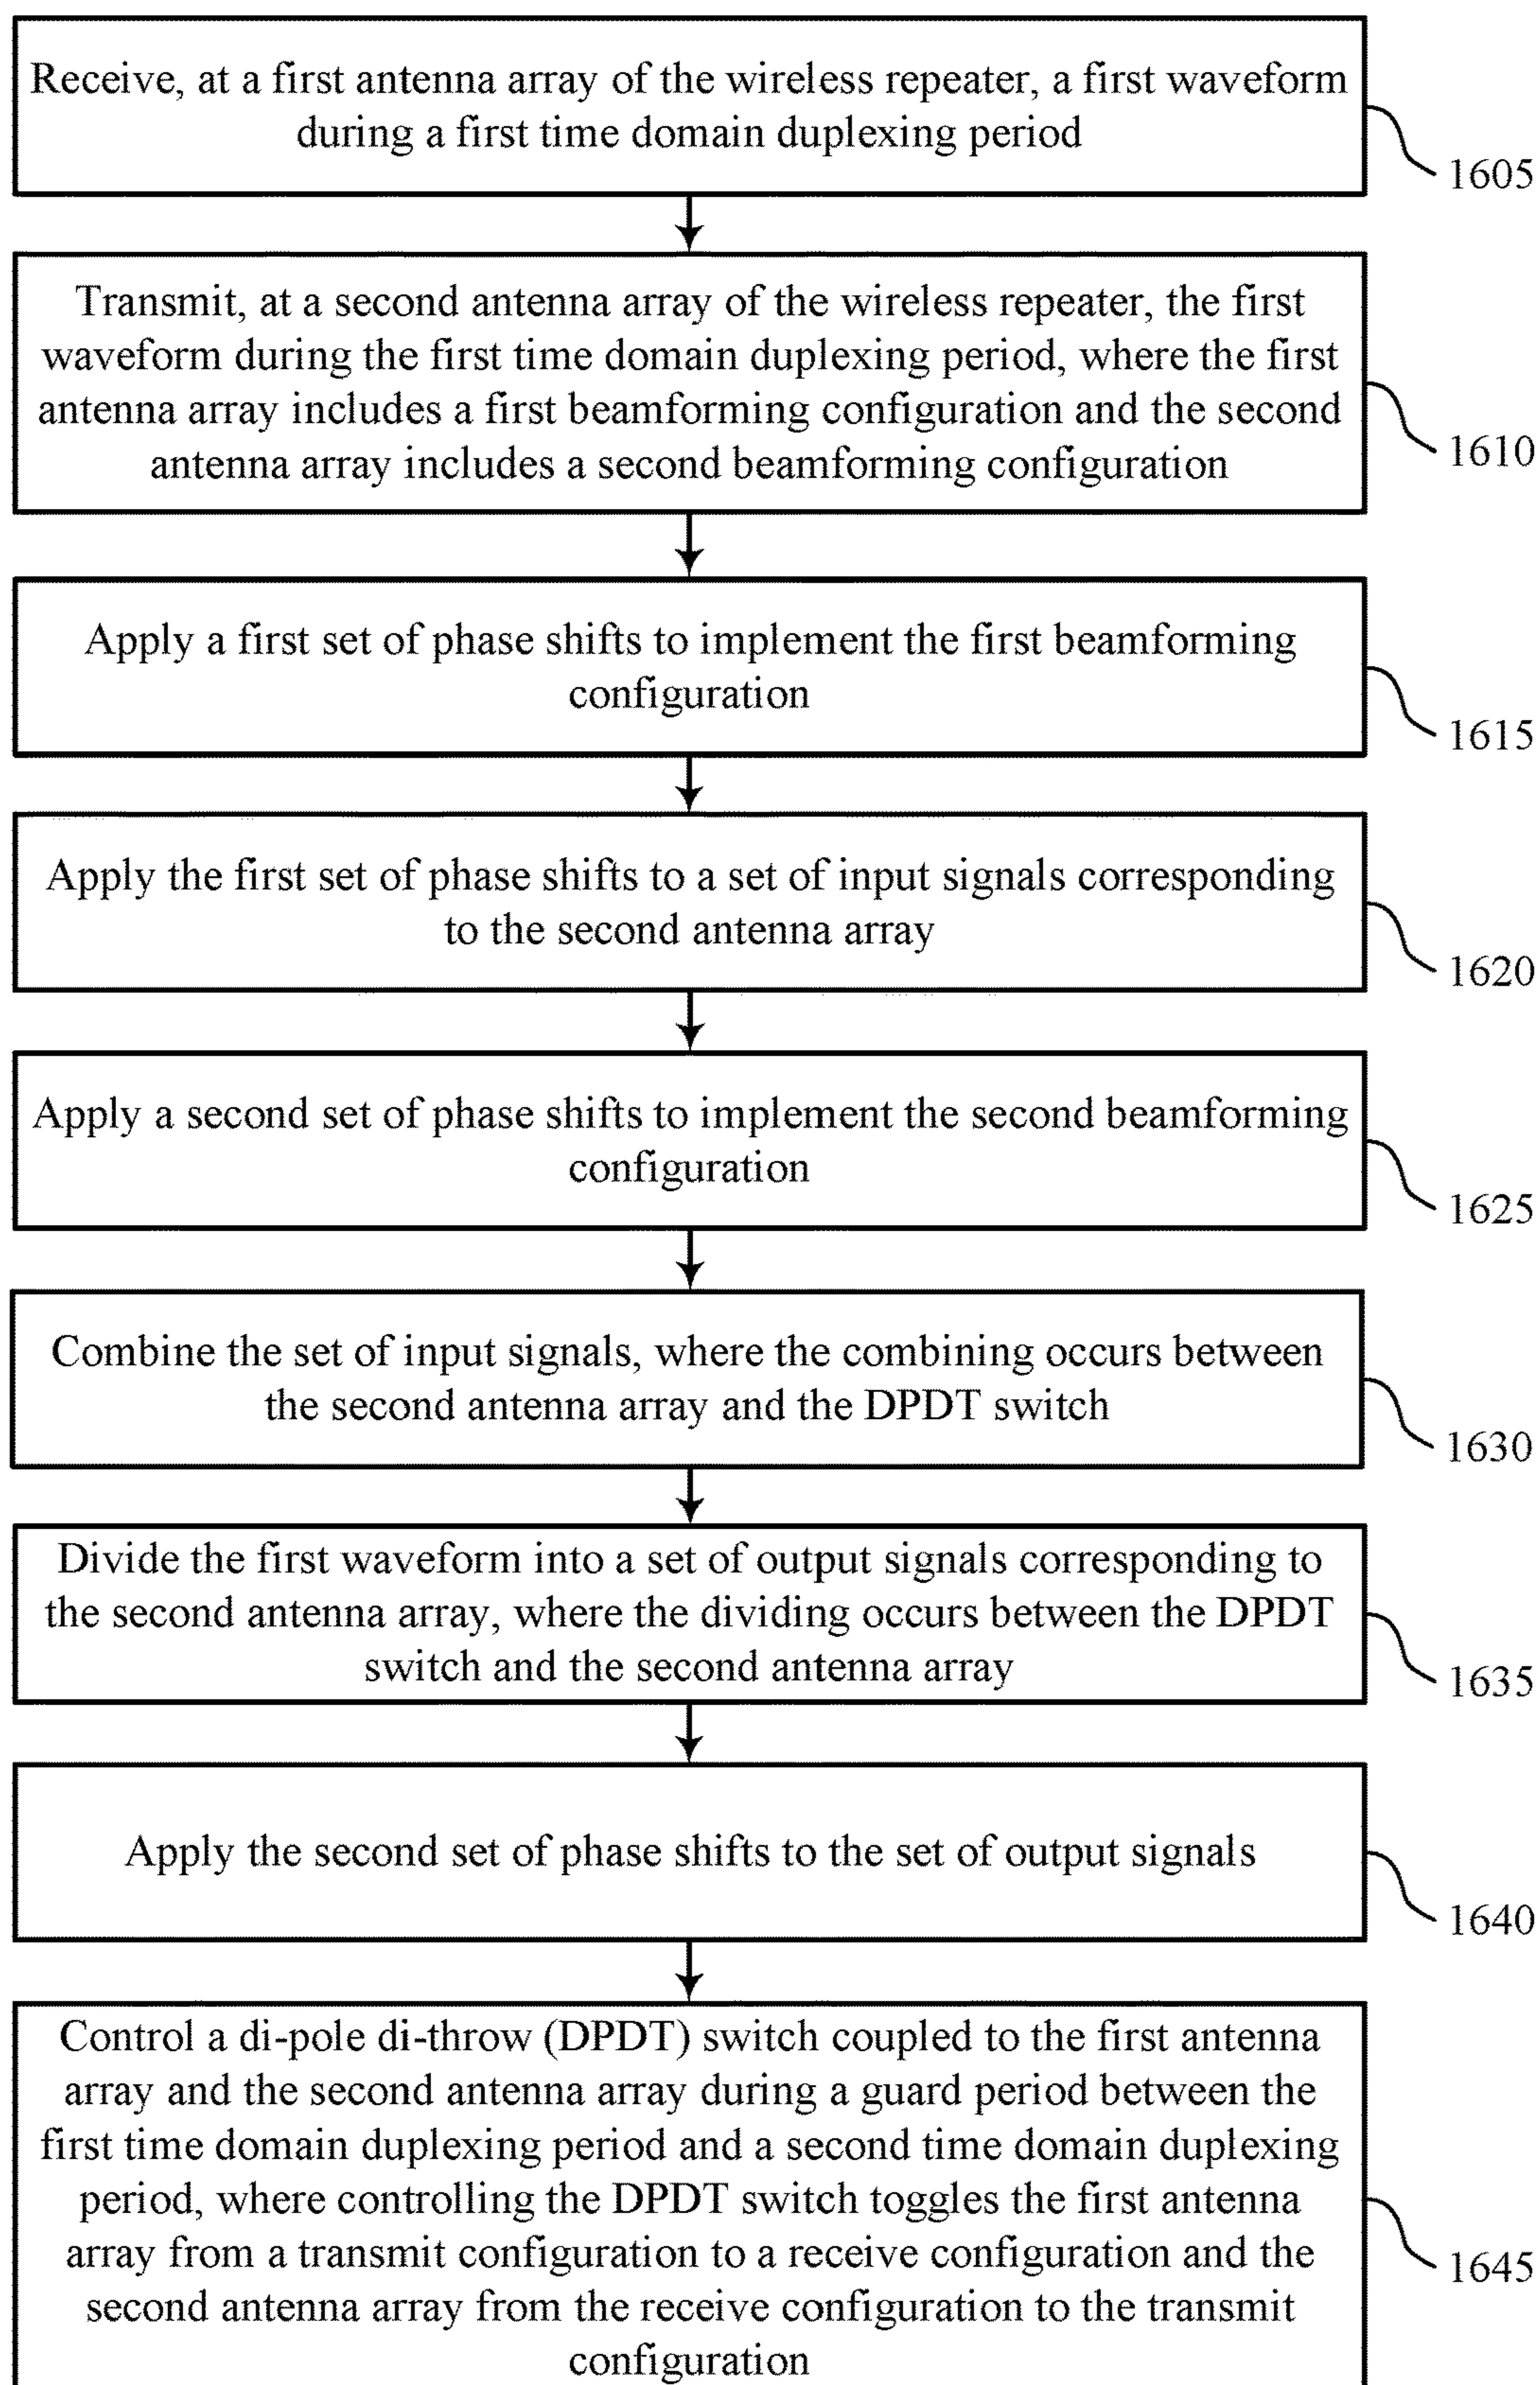 Receive, at a first antenna array of the wireless repeater, a first waveform
during a first time domain duplexing period
1605
Transmit, at a second antenna array of the wireless repeater, the first
waveform during the first time domain duplexing period, where the first
antenna array includes a first beamforming configuration and the second
antenna array includes a second beamforming configuration
1610
Apply a first set of phase shifts to implement the first beamforming
configuration
1615
Apply the first set of phase shifts to a set of input signals corresponding
to the second antenna array
1620
Apply a second set of phase shifts to implement the second beamforming
configuration
1625
Combine the set of input signals, where the combining occurs between
the second antenna array and the DPDT switch
1630
Divide the first waveform into a set of output signals corresponding to
the second antenna array, where the dividing occurs between the DPDT
switch and the second antenna array
1635
Apply the second set of phase shifts to the set of output signals
1640
Control a di-pole di-throw (DPDT) switch coupled to the first antenna
array and the second antenna array during a guard period between the
first time domain duplexing period and a second time domain duplexing
period, where controlling the DPDT switch toggles the first antenna
array from a transmit configuration to a receive configuration and the
second antenna array from the receive configuration to the transmit
configuration
1645